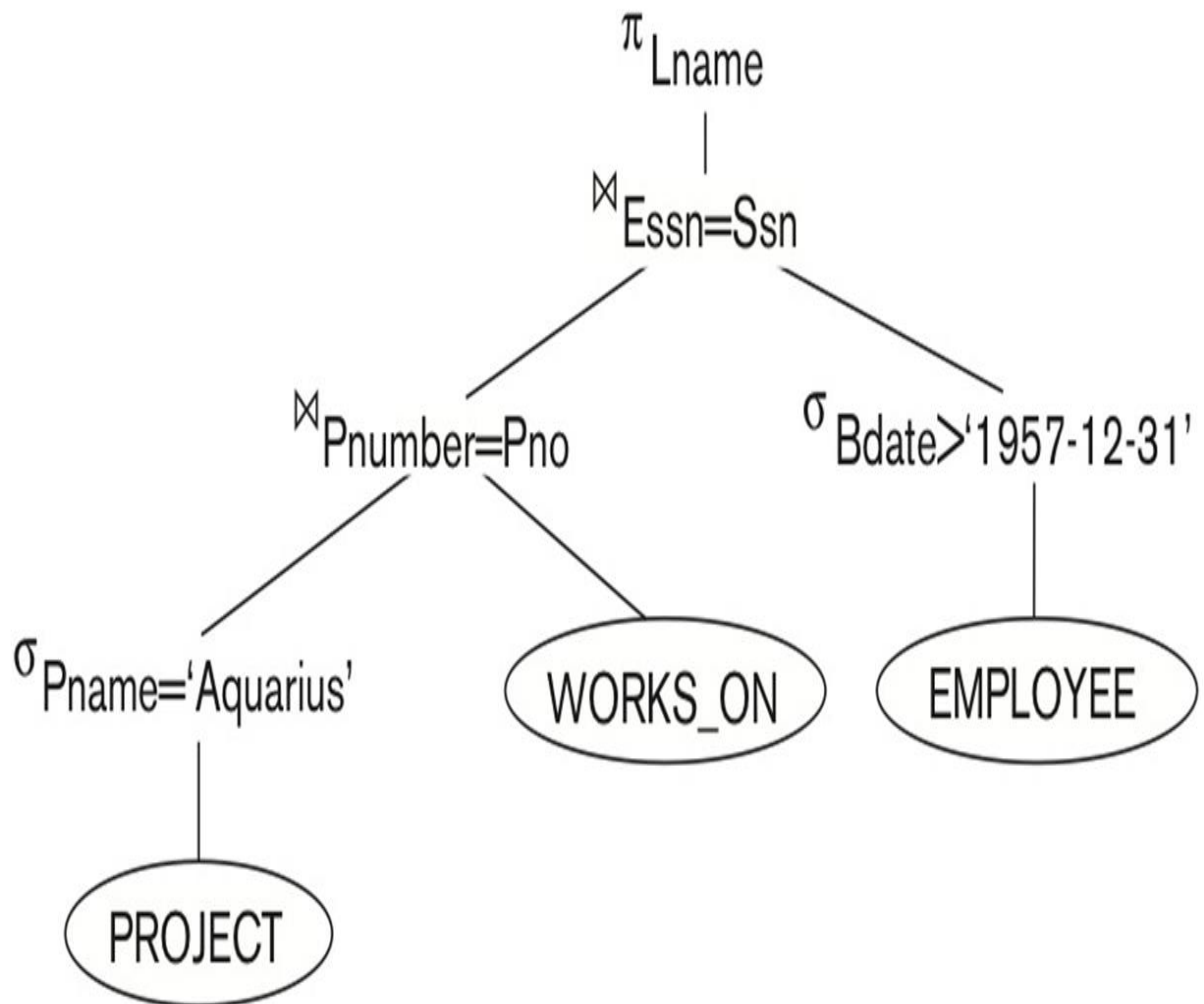 π Lname
⋈ Essn=Ssn
⋈ Pnumber=Pno
σ Bdate>‘1957-12-31’
σ Pname=‘Aquarius’
WORKS_ON
EMPLOYEE
PROJECT